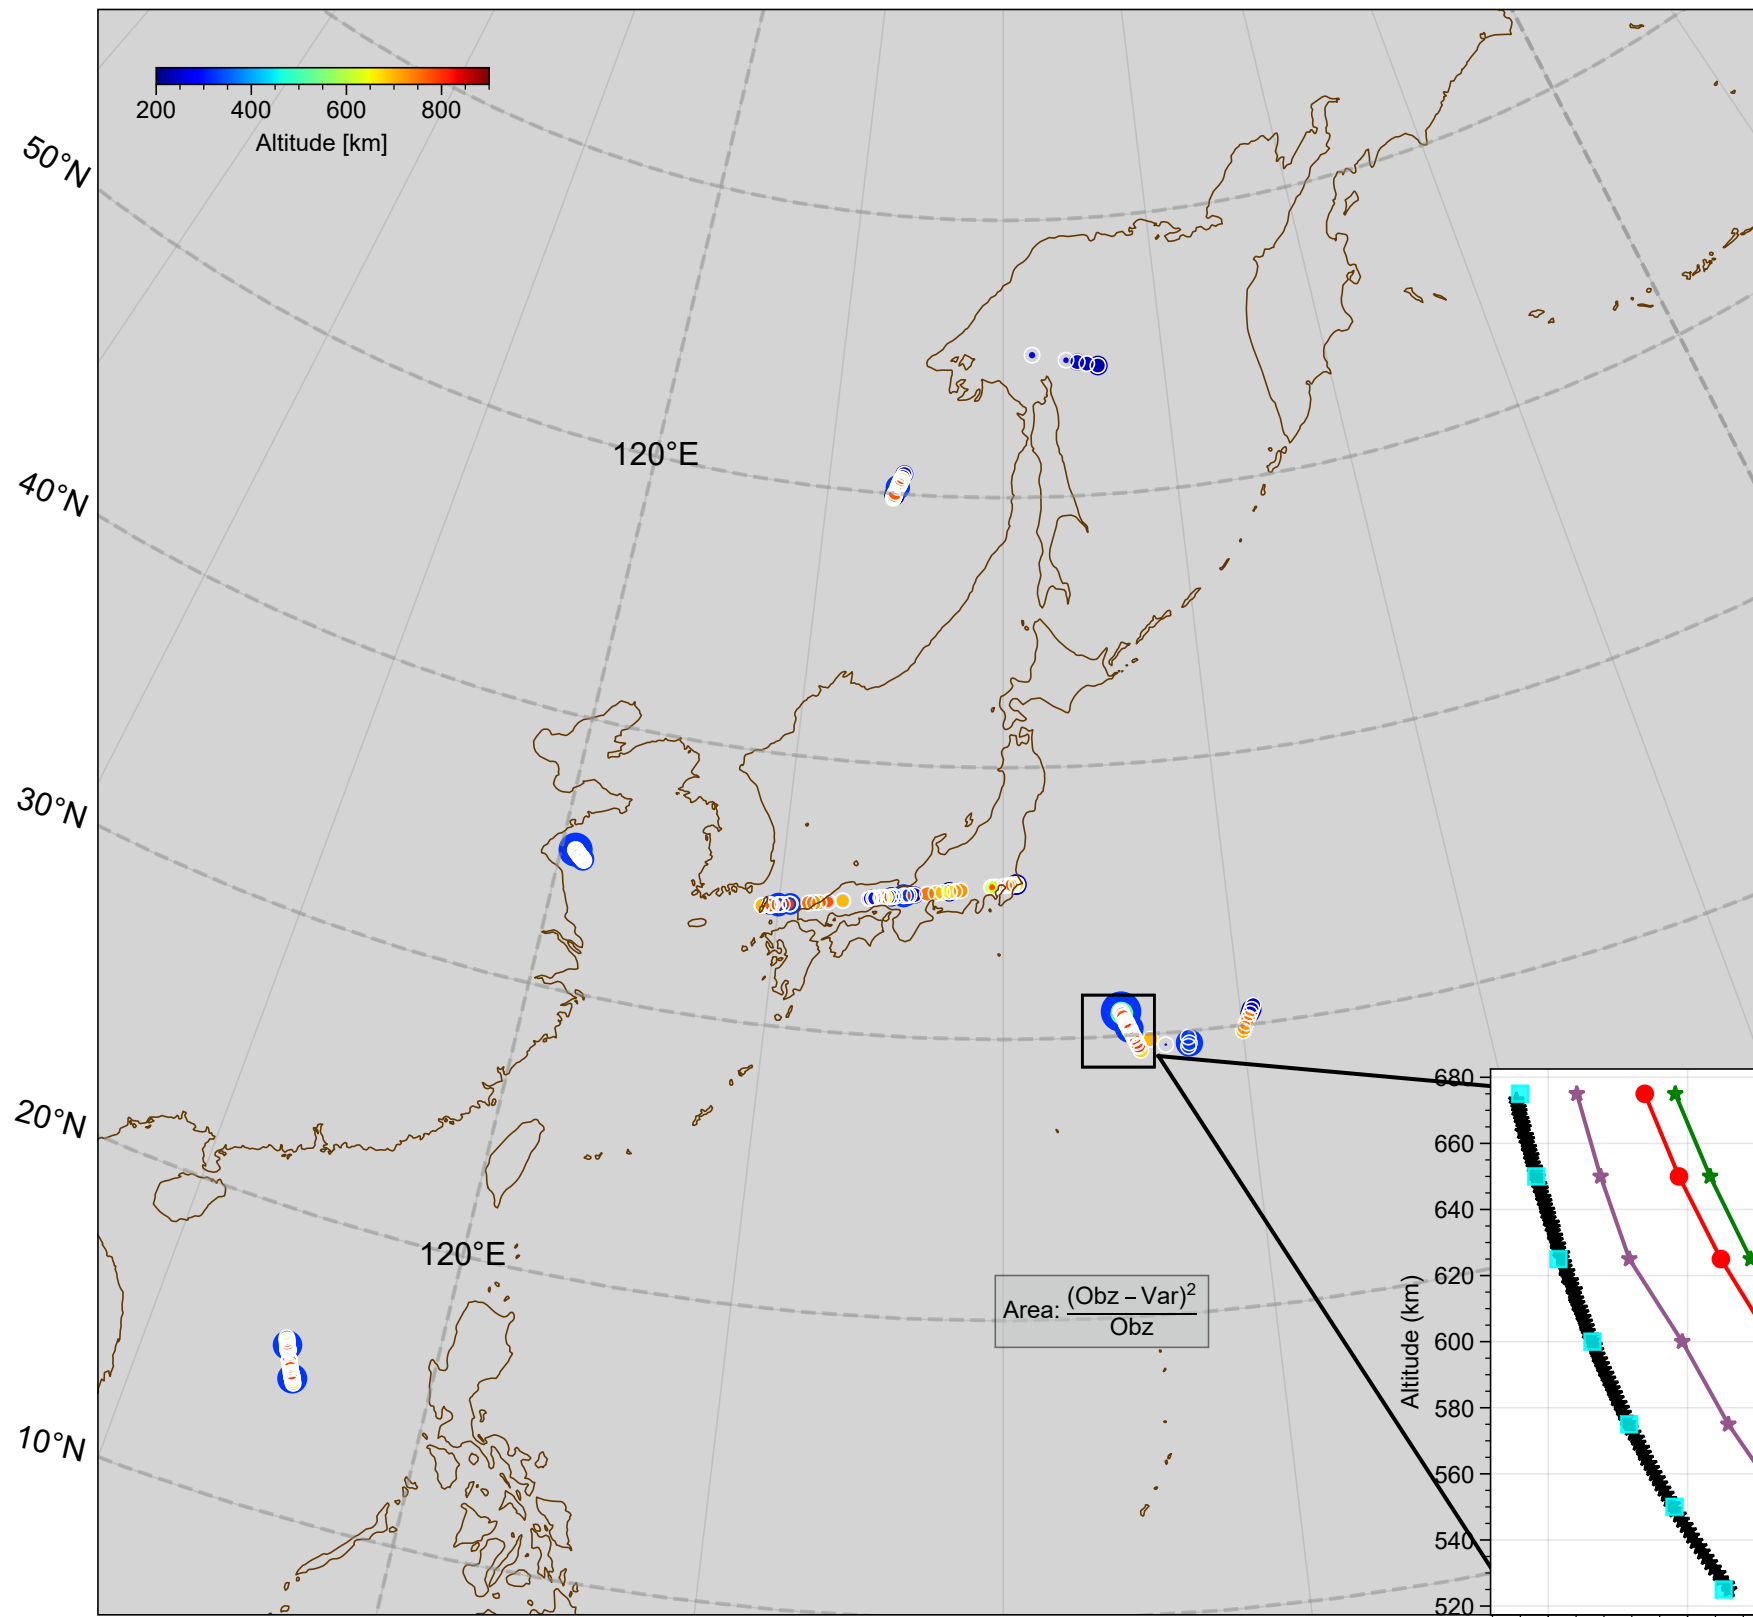 200 400 600 800
Altitude [km]
50°N
40°N
30°N
20°N
10°N
120°E
120°E
Area: (Obz – Var)²
Obz
Altitude (km)
680
660
640
620
600
580
560
540
520